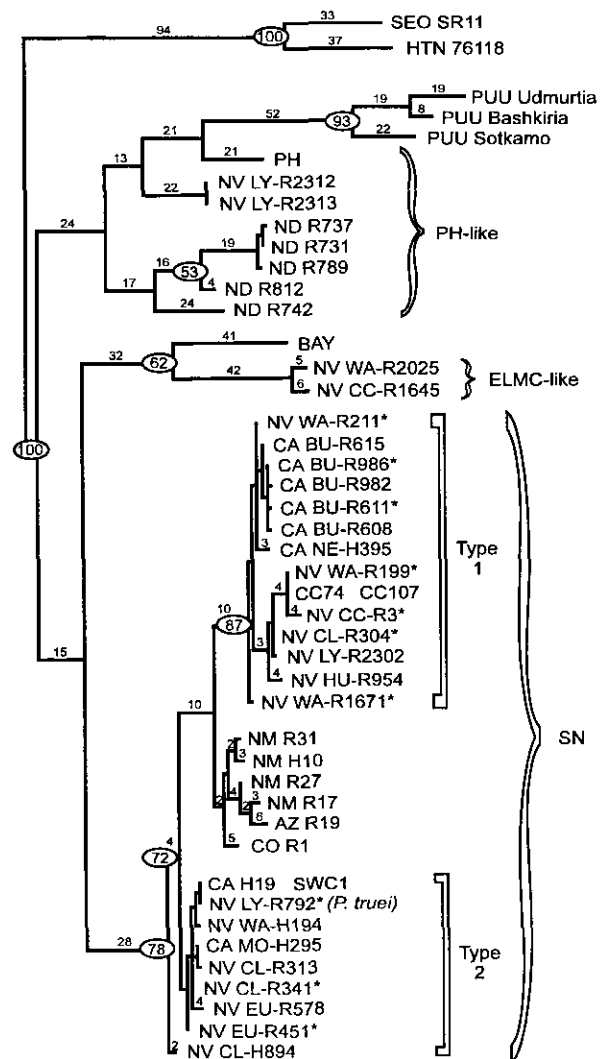 33
SEO SR11
94
100
37
HTN 76118
19
PUU Udmurtia
19
52
93
8
PUU Bashkiria
21
22
PUU Sotkamo
13
21
PH
22
NV LY-R2312
NV LY-R2313
24
ND R737
19
ND R731
PH-like
16
ND R789
53
4
ND R812
17
24
ND R742
41
BAY
32
62
5
NV WA-R2025
42
ELMC-like
6
NV CC-R1645
NV WA-R211*
CA BU-R615
100
CA BU-R986*
CA BU-R982
CA BU-R611*
CA BU-R608
Type
1
3
CA NE-H395
NV WA-R199*
4
CC74 CC107
10
4
NV CC-R3*
87
3
NV CL-R304*
NV LY-R2302
15
NV HU-R954
4
NV WA-R1671*
10
NM R31
2
3
NM H10
SN
NM R27
4
3
NM R17
2
2
6
AZ R19
5
CO R1
4
72
CA H19 SWC1
NV LY-R792* (P. truei)
NV WA-H194
28
78
CA MO-H295
Type
2
NV CL-R313
NV CL-R341*
4
NV EU-R578
NV EU-R451*
2
NV CL-H894